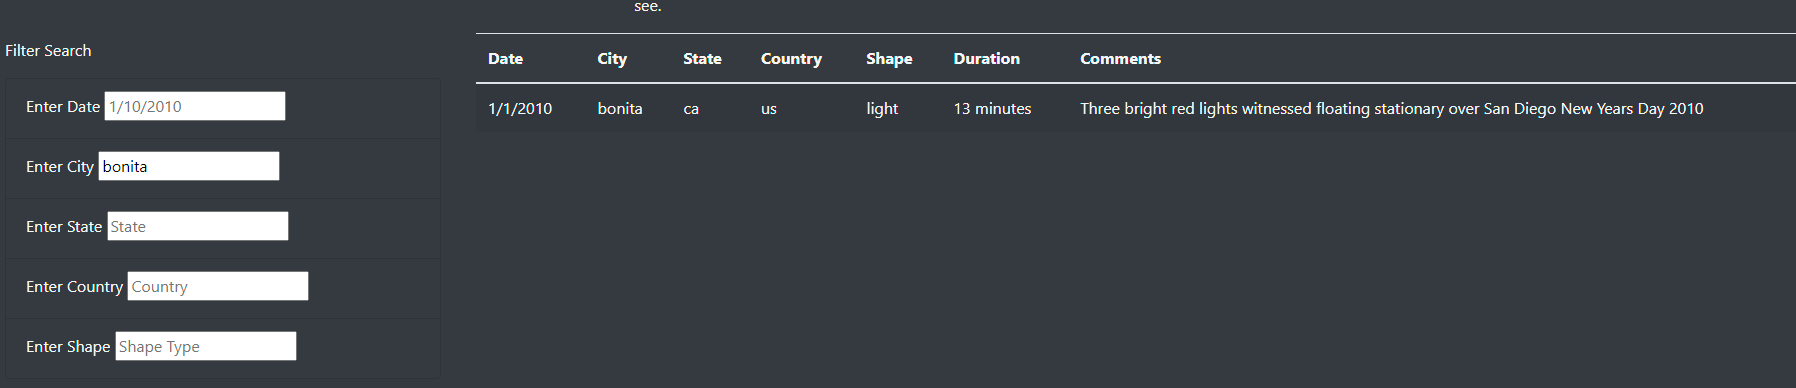 see.
Filter Search
Enter Date 1/10/2010
Enter City bonita
Enter State State
Enter Country Country
Enter Shape Shape Type
Date City State Country Shape Duration Comments
1/1/2010 bonita ca us light 13 minutes Three bright red lights witnessed floating stationary over San Diego New Years Day 2010